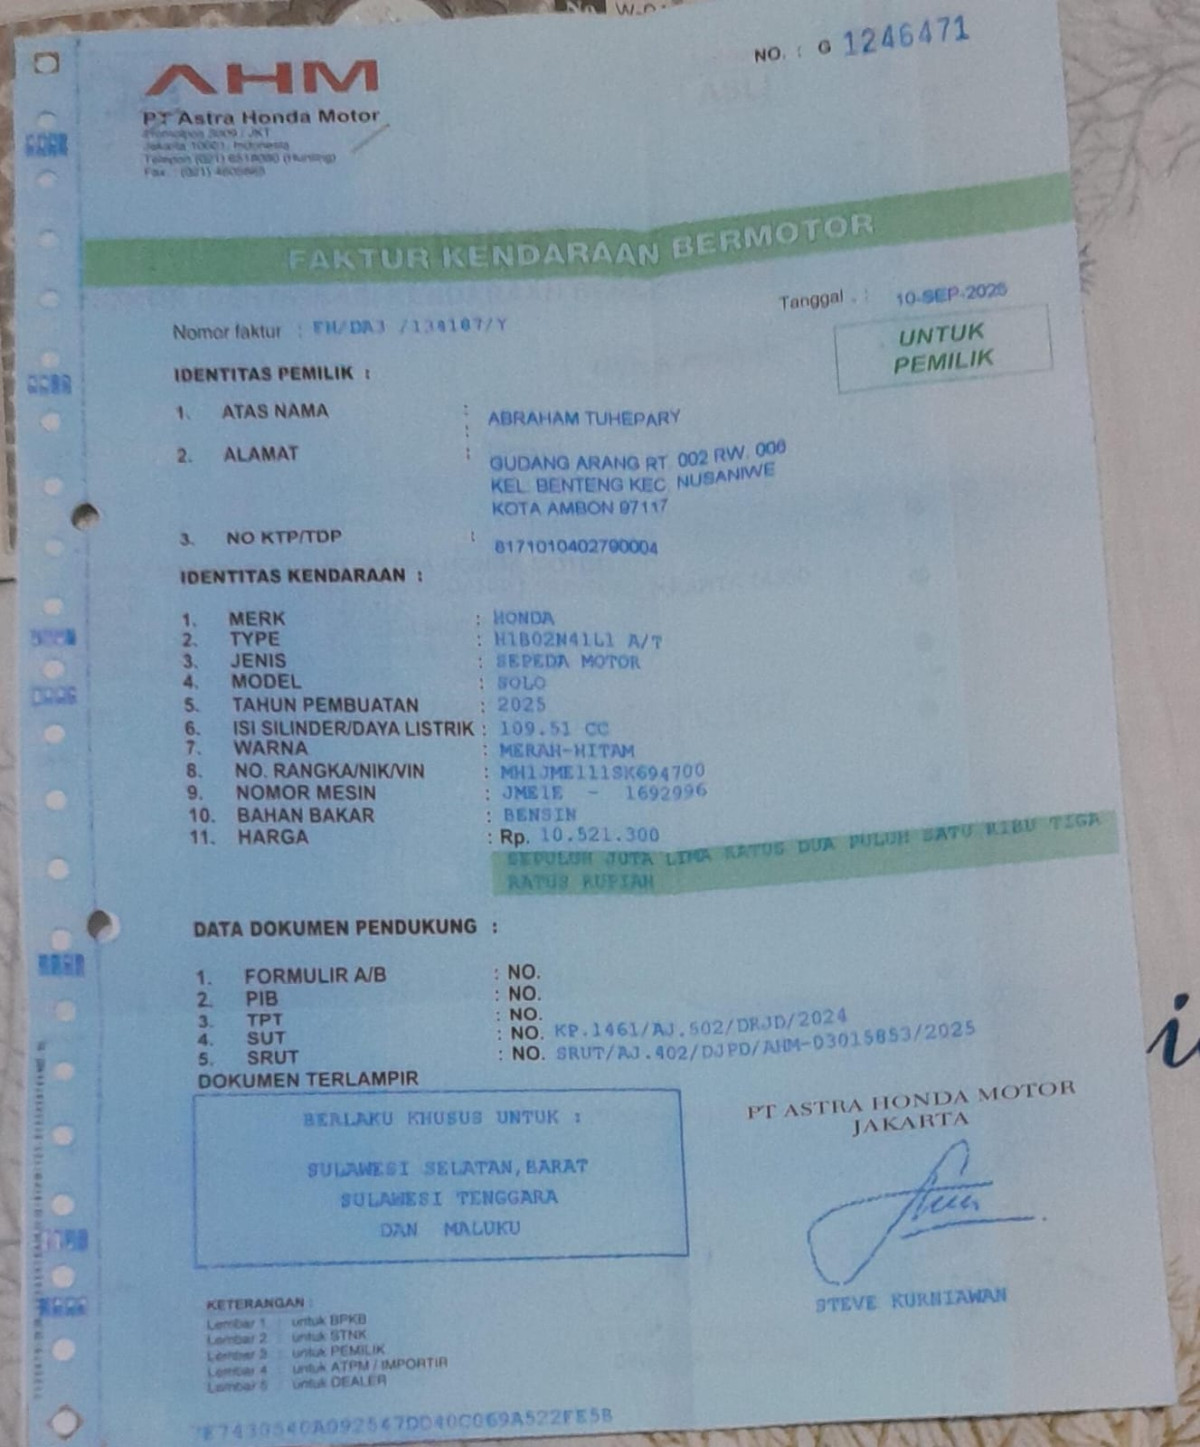 NO. : G 1246471
AHM
PT Astra Honda Motor
Jakarta 10001, Indonesia
Telepon (021) 6518080 (Hunting)
Fax. : (021)
FAKTUR KENDARAAN BERMOTOR
Tanggal . : 10-SEP-2025
Nomor faktur : FH/DA3 /134187/Y
UNTUK
PEMILIK
IDENTITAS PEMILIK :
1. ATAS NAMA : ABRAHAM TUHEPARY
2. ALAMAT : GUDANG ARANG RT. 002 RW. 006
KEL. BENTENG KEC. NUSANIWE
KOTA AMBON 97117
3. NO KTP/TDP : 8171010402790004
IDENTITAS KENDARAAN :
1. MERK : HONDA
2. TYPE : H1B02N41L1 A/T
3. JENIS : SEPEDA MOTOR
4. MODEL : SOLO
5. TAHUN PEMBUATAN : 2025
6. ISI SILINDER/DAYA LISTRIK : 109.51 CC
7. WARNA : MERAH-HITAM
8. NO. RANGKA/NIK/VIN : MH1JME111SK694700
9. NOMOR MESIN : JME1E - 1692996
10. BAHAN BAKAR : BENSIN
11. HARGA : Rp. 10.521.300
SEPULUH JUTA LIMA RATUS DUA PULUH SATU RIBU TIGA
RATUS RUPIAH
DATA DOKUMEN PENDUKUNG :
1. FORMULIR A/B : NO.
2. PIB : NO.
3. TPT : NO.
4. SUT : NO. KP.1461/AJ.502/DRJD/2024
5. SRUT : NO. SRUT/AJ.402/DJPD/AHM-03015853/2025
DOKUMEN TERLAMPIR
BERLAKU KHUSUS UNTUK :
SULAWESI SELATAN, BARAT
SULAWESI TENGGARA
DAN MALUKU
PT ASTRA HONDA MOTOR
JAKARTA
STEVE KURNIAWAN
KETERANGAN :
Lembar 1 : untuk BPKB
Lembar 2 : untuk STNK
Lembar 3 : untuk PEMILIK
Lembar 4 : untuk ATPM / IMPORTIR
Lembar 5 : untuk DEALER